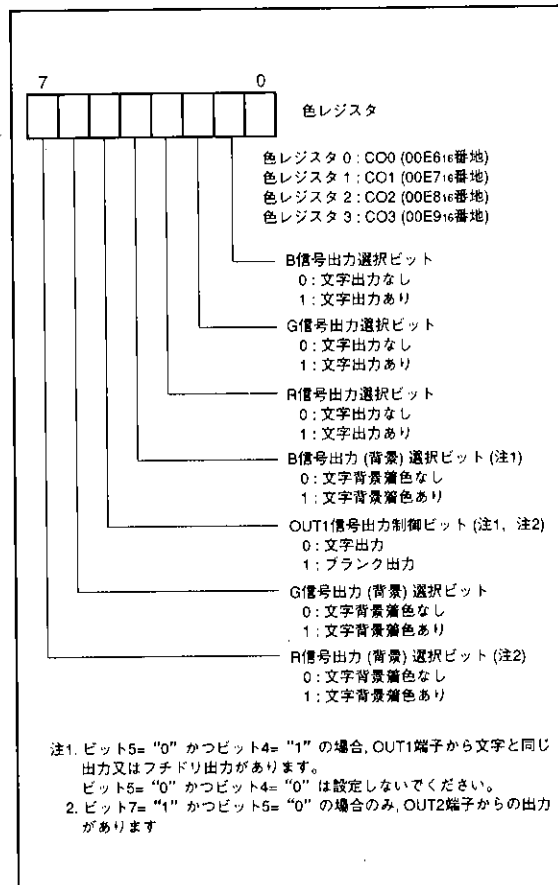 7 0
色レジスタ
色レジスタ 0 : CO0 (00E6₁₆番地)
色レジスタ 1 : CO1 (00E7₁₆番地)
色レジスタ 2 : CO2 (00E8₁₆番地)
色レジスタ 3 : CO3 (00E9₁₆番地)
B信号出力選択ビット
0 : 文字出力なし
1 : 文字出力あり
G信号出力選択ビット
0 : 文字出力なし
1 : 文字出力あり
R信号出力選択ビット
0 : 文字出力なし
1 : 文字出力あり
B信号出力 (背景) 選択ビット (注1)
0 : 文字背景着色なし
1 : 文字背景着色あり
OUT1信号出力制御ビット (注1, 注2)
0 : 文字出力
1 : ブランク出力
G信号出力 (背景) 選択ビット
0 : 文字背景着色なし
1 : 文字背景着色あり
R信号出力 (背景) 選択ビット (注2)
0 : 文字背景着色なし
1 : 文字背景着色あり
注1. ビット5= “0” かつビット4= “1” の場合, OUT1端子から文字と同じ
出力又はフチドリ出力があります。
ビット5= “0” かつビット4= “0” は設定しないでください。
2. ビット7= “1” かつビット5= “0” の場合のみ, OUT2端子からの出力
があります